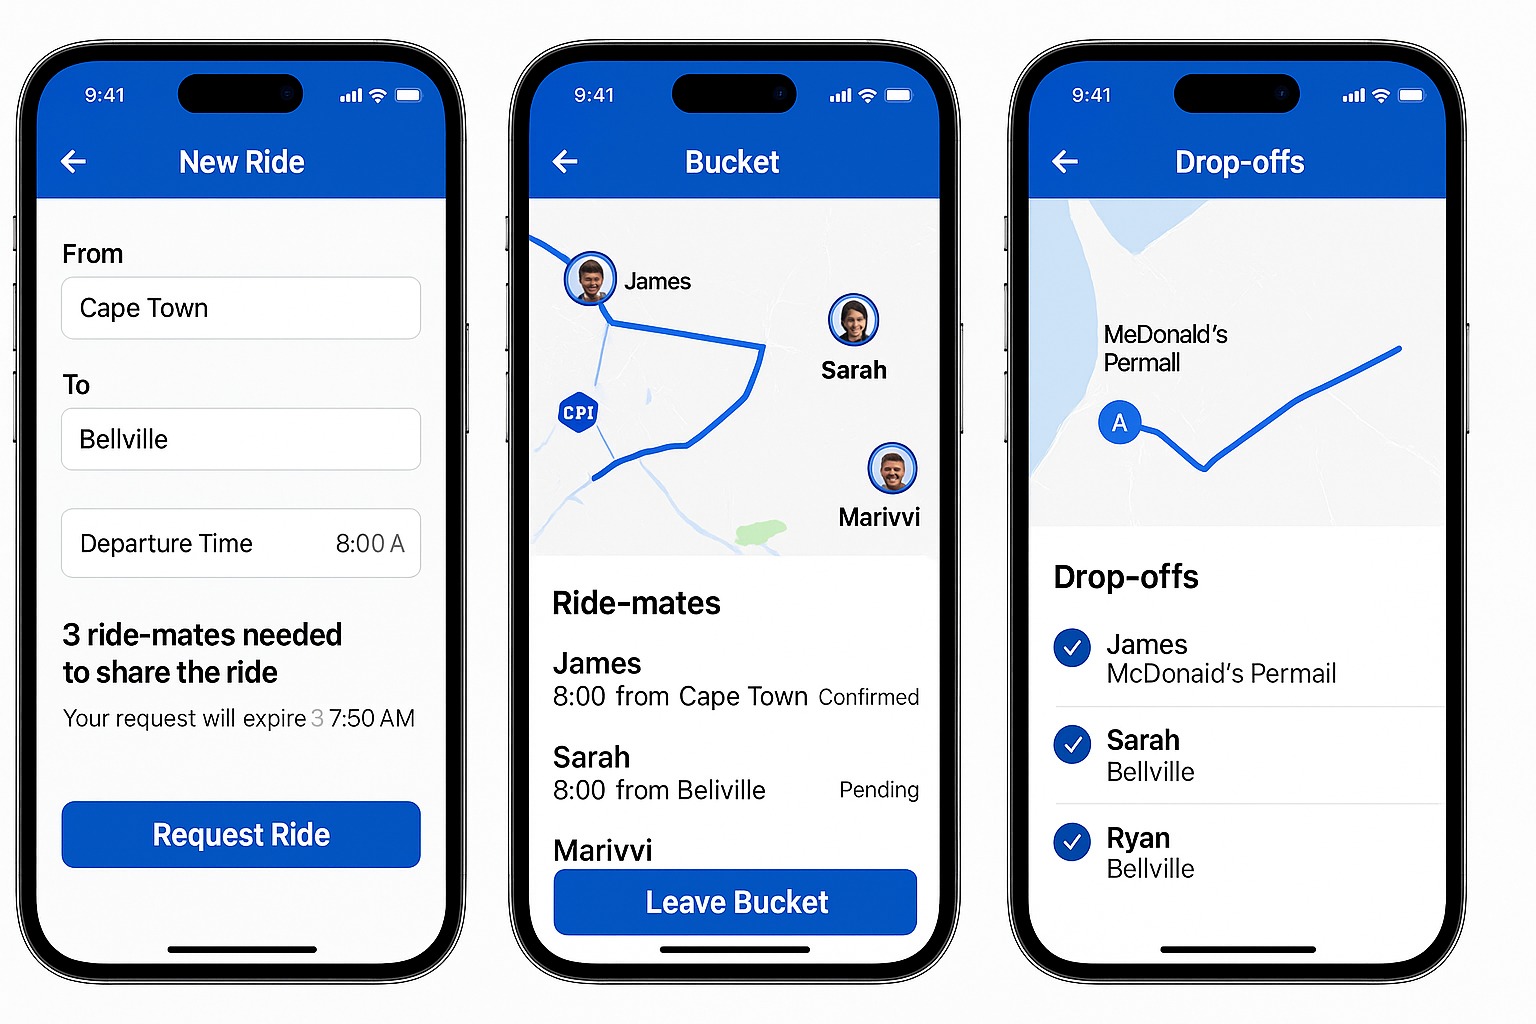 9:41
New Ride
From
Cape Town
To
Bellville
Departure Time 8:00 A
3 ride-mates needed
to share the ride
Your request will expire 3 7:50 AM
Request Ride
9:41
Bucket
James
Sarah
CPI
Marivvi
Ride-mates
James
8:00 from Cape Town Confirmed
Sarah
8:00 from Beliville Pending
Marivvi
Leave Bucket
9:41
Drop-offs
MeDonald's
Permall
A
Drop-offs
James
McDonaid's Permail
Sarah
Bellville
Ryan
Bellville